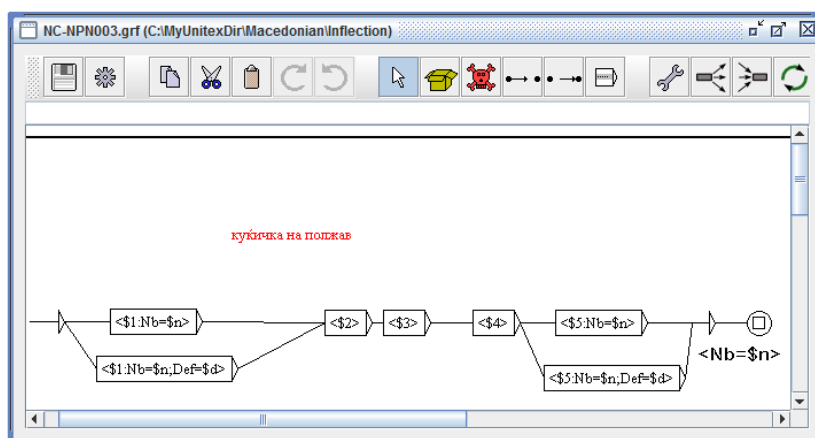 NC-NPN003.grf (C:\MyUnitexDir\Macedonian\Inflection)
куќичка на полжав
<$1:Nb=$n> <$2> <$3> <$4> <$5:Nb=$n>
<Nb=$n>
<$1:Nb=$n;Def=$d> <$5:Nb=$n;Def=$d>